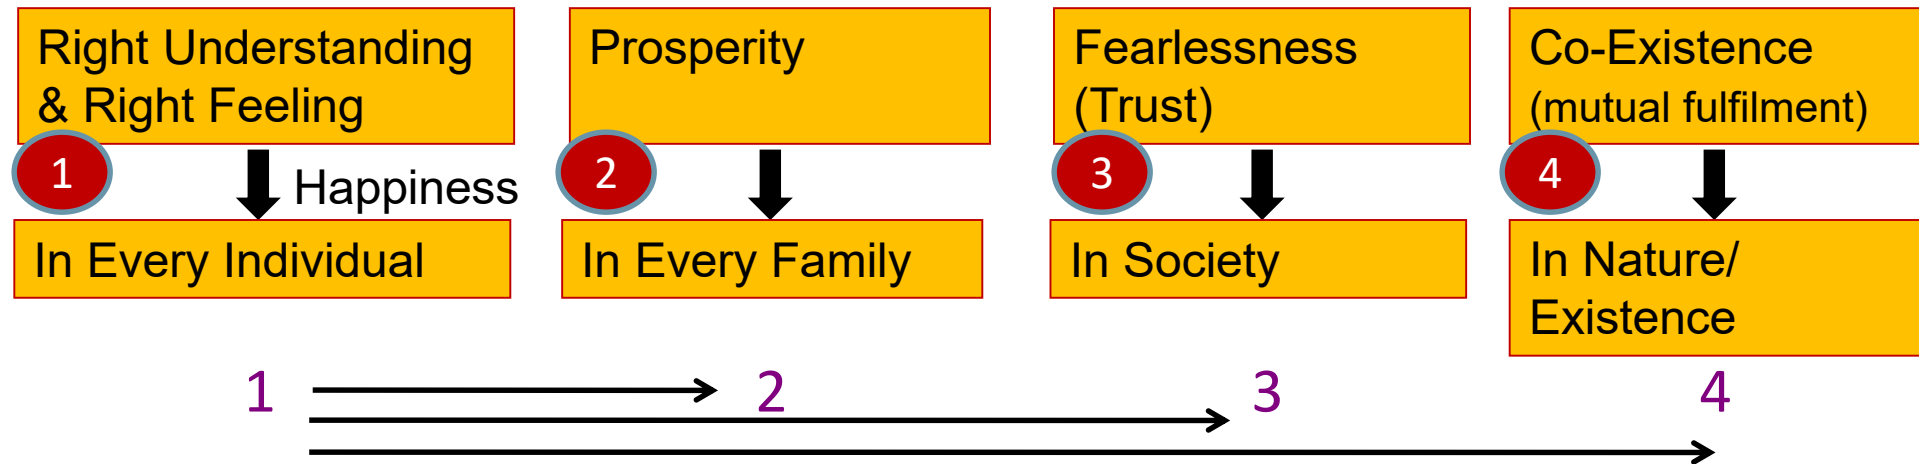 Right Understanding
& Right Feeling
Prosperity
Fearlessness
(Trust)
Co-Existence
(mutual fulfilment)
1
Happiness
2
3
4
In Every Individual
In Every Family
In Society
In Nature/
Existence
1
2
3
4